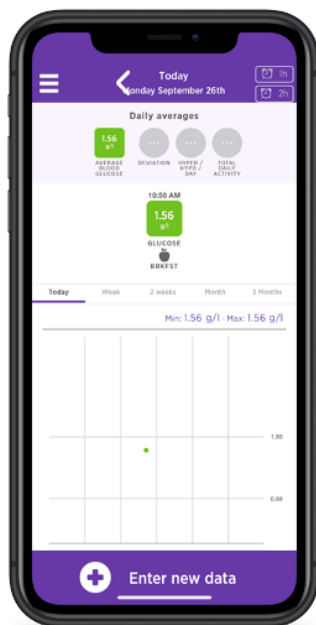 Today
Monday September 26th
1h
2h
Daily averages
1.56
g/l
...
...
...
AVERAGE BLOOD GLUCOSE
DEVIATION
HYPER / HYPO / DAY
TOTAL DAILY ACTIVITY
10:50 AM
1.56
g/l
GLUCOSE
BRKFST
Today Week 2 weeks Month 3 Months
Min: 1.56 g/l - Max: 1.56 g/l
1.80
Enter new data